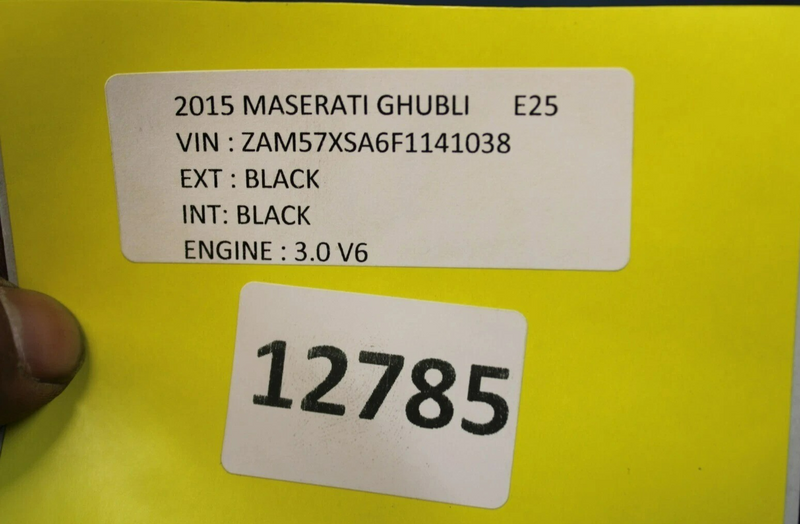 2015 MASERATI GHUBLI E25
VIN : ZAM57XSA6F1141038
EXT : BLACK
INT: BLACK
ENGINE : 3.0 V6
12785